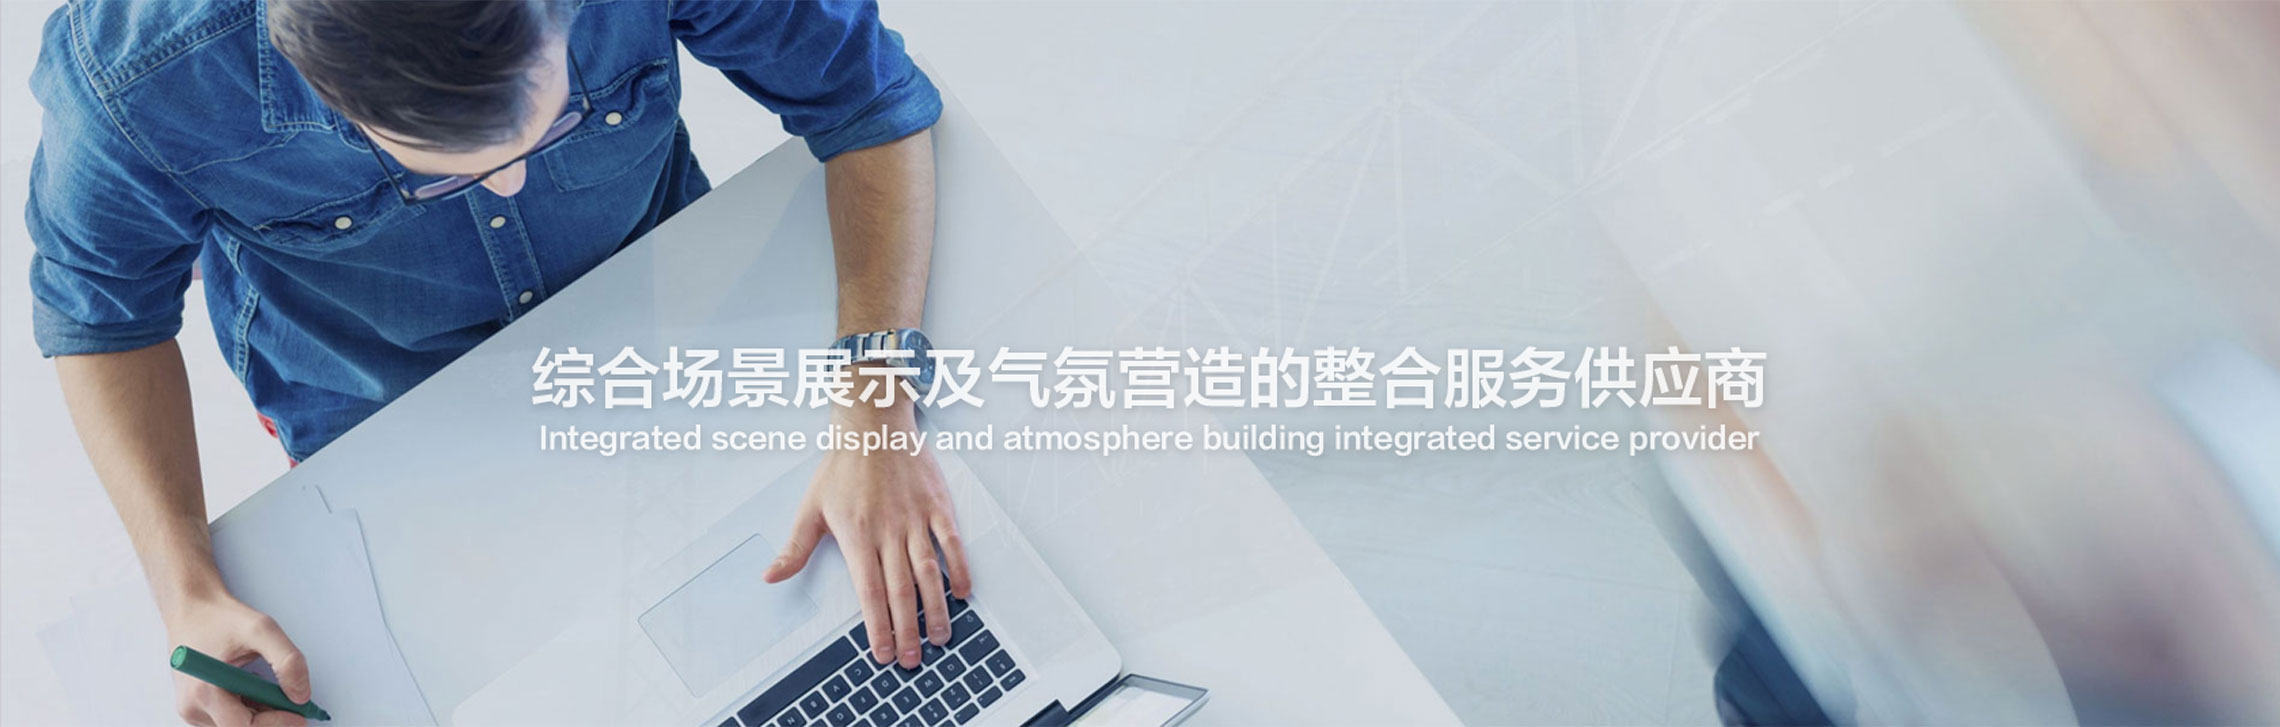 综合场景展示及气氛营造的整合服务供应商
Integrated scene display and atmosphere building integrated service provider